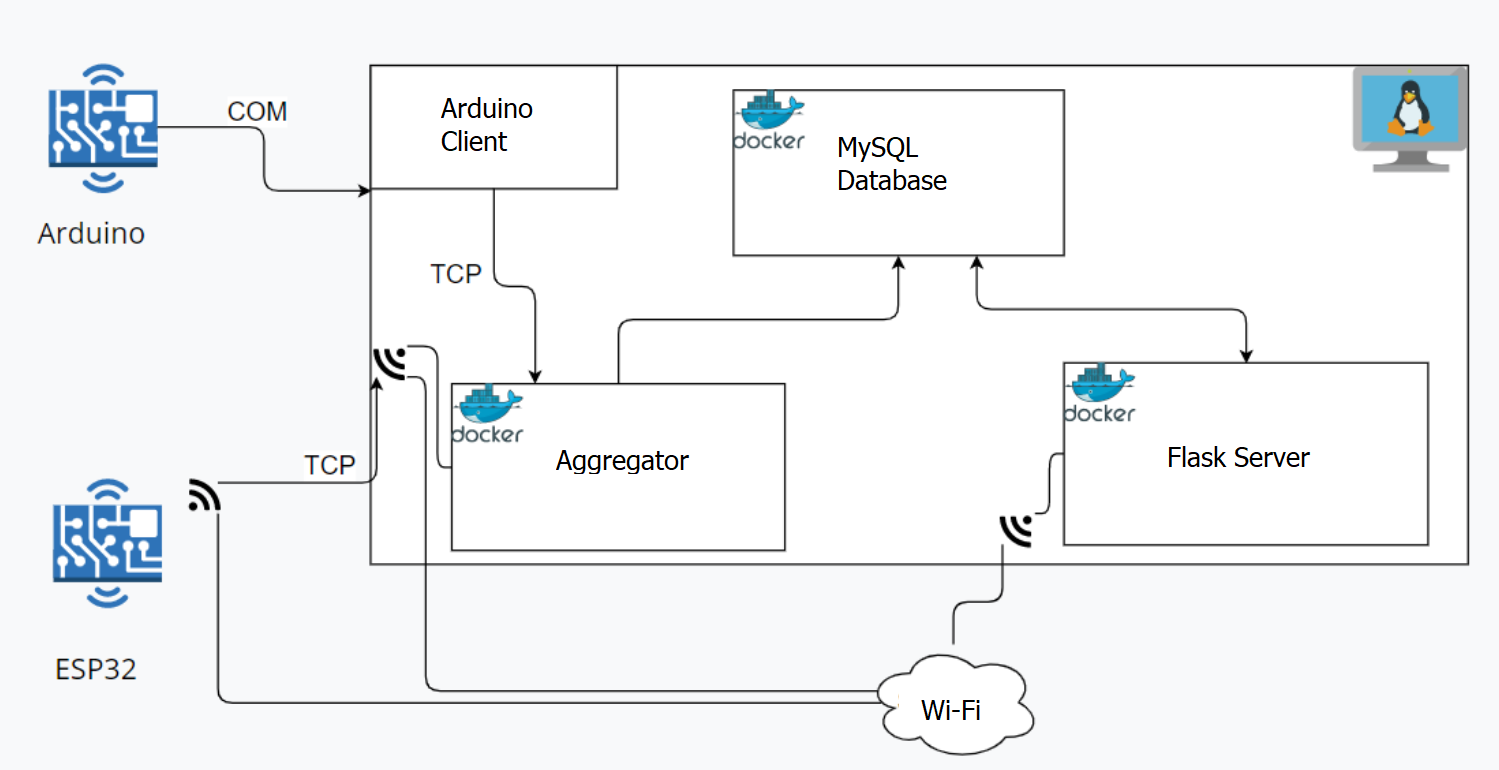 COM
Arduino
Client
docker
MySQL
Database
Arduino
TCP
docker
Aggregator
docker
Flask Server
TCP
ESP32
Wi-Fi